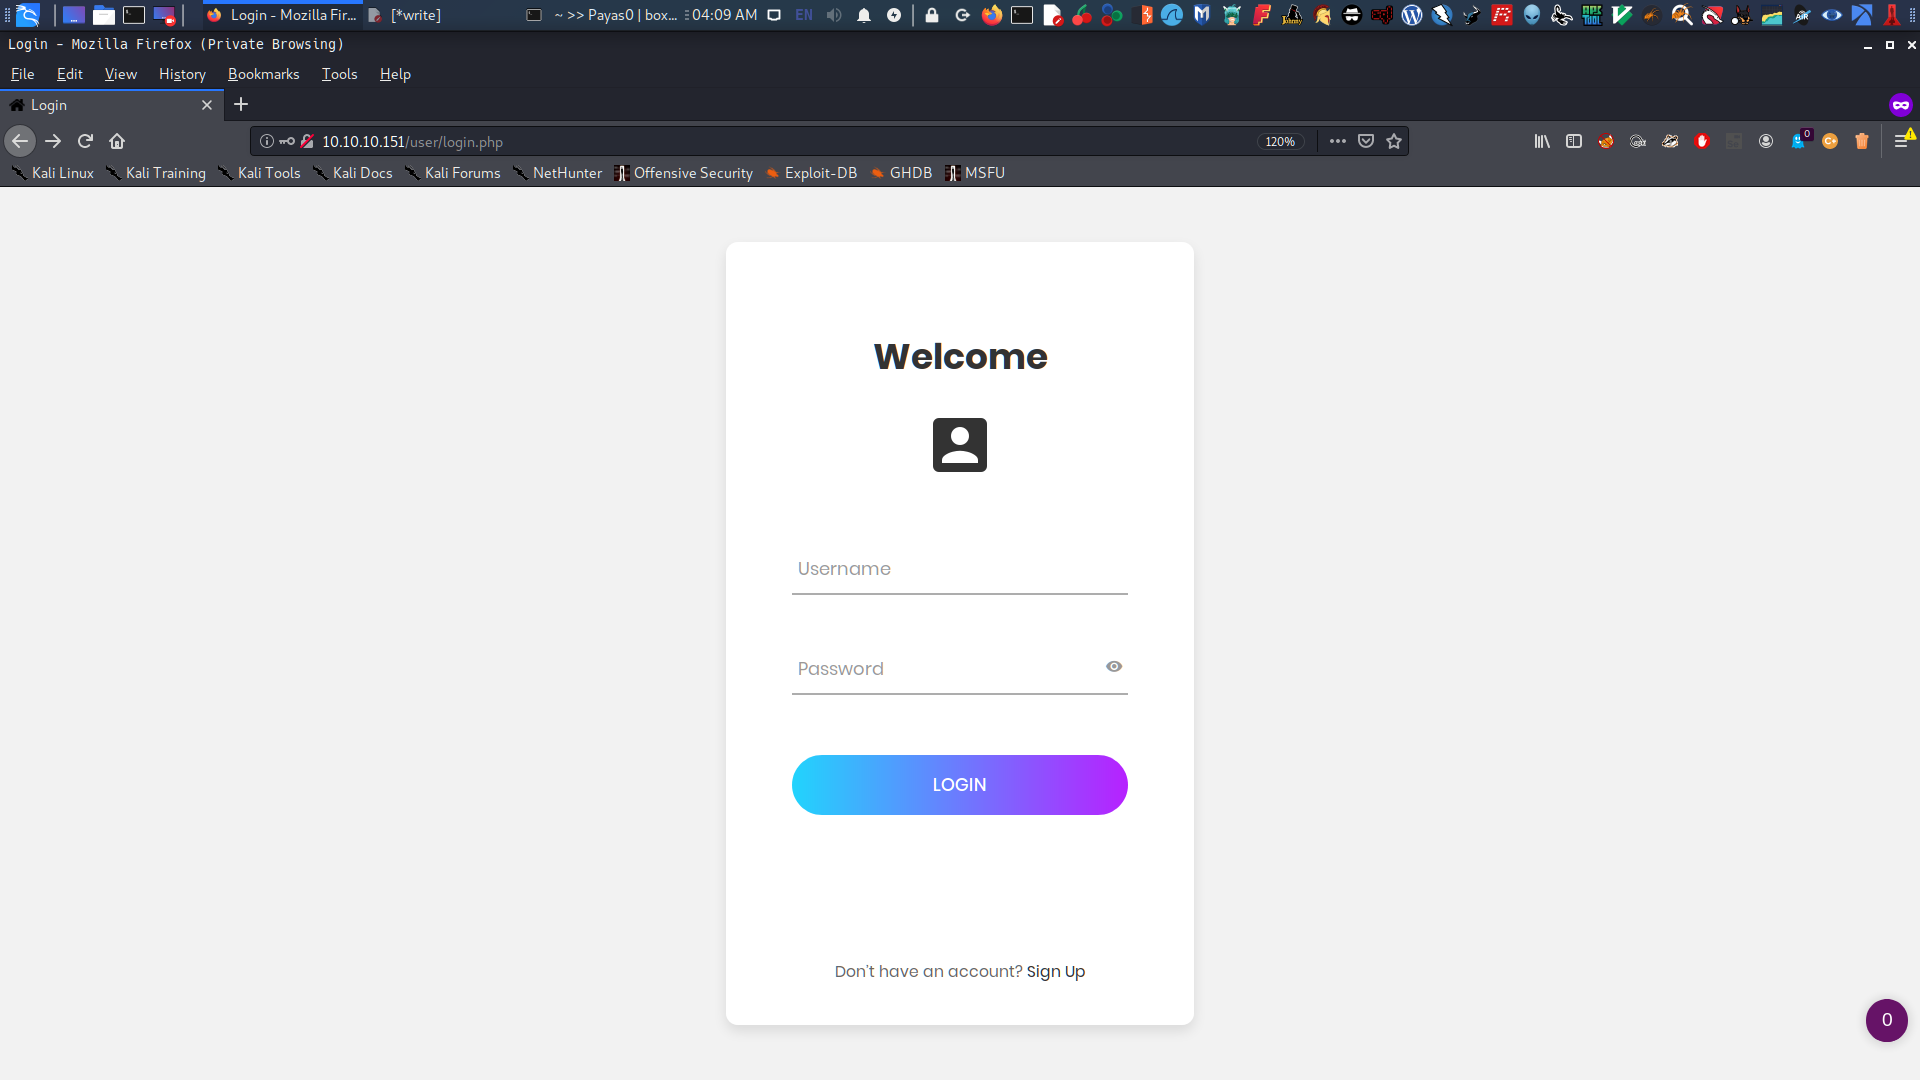 Login - Mozilla Fir... [*write] ~ >> Payas0 | box... 04:09 AM EN
Login - Mozilla Firefox (Private Browsing)
File Edit View History Bookmarks Tools Help
Login
10.10.10.151/user/login.php 120% 0
Kali Linux Kali Training Kali Tools Kali Docs Kali Forums NetHunter Offensive Security Exploit-DB GHDB MSFU
Welcome
Username
Password
LOGIN
Don't have an account? Sign Up
0